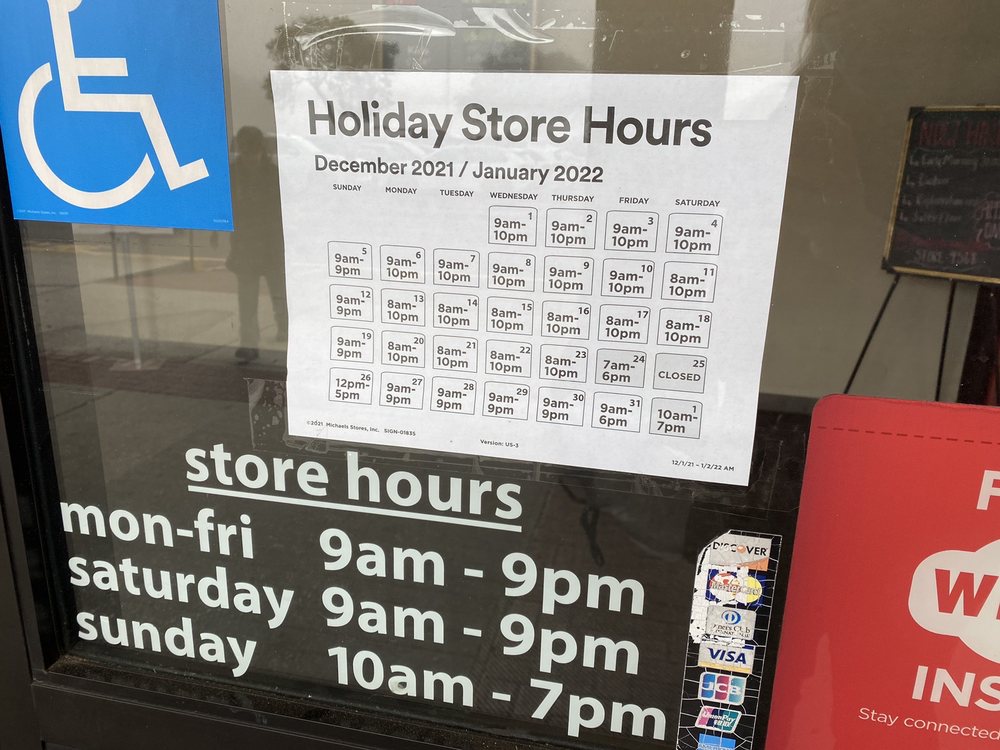 Holiday Store Hours
December 2021 / January 2022
SUNDAY MONDAY TUESDAY WEDNESDAY THURSDAY FRIDAY SATURDAY
1 9am-10pm 2 9am-10pm 3 9am-10pm 4 9am-10pm
5 9am-9pm 6 9am-10pm 7 9am-10pm 8 9am-10pm 9 9am-10pm 10 9am-10pm 11 8am-10pm
12 9am-9pm 13 8am-10pm 14 8am-10pm 15 8am-10pm 16 8am-10pm 17 8am-10pm 18 8am-10pm
19 9am-9pm 20 8am-10pm 21 8am-10pm 22 8am-10pm 23 8am-10pm 24 7am-6pm 25 CLOSED
26 12pm-5pm 27 9am-9pm 28 9am-9pm 29 9am-9pm 30 9am-9pm 31 9am-6pm 1 10am-7pm
©2021 Michaels Stores, Inc. SIGN-01835 Version: US-3 12/1/21 – 1/2/22 AM
store hours
mon-fri 9am - 9pm
saturday 9am - 9pm
sunday 10am - 7pm
DISCOVER
MasterCard
Diners Club
VISA
JCB
UnionPay
F
W
INS
Stay connected